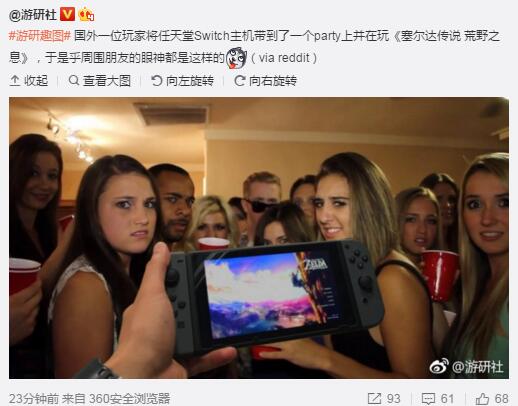 @游研社
#游研趣图# 国外一位玩家将任天堂Switch主机带到了一个party上并在玩《塞尔达传说 荒野之
息》，于是乎周围朋友的眼神都是这样的 （via reddit）
收起 查看大图 向左旋转 向右旋转
ZELDA
@游研社
23分钟前 来自 360安全浏览器 93 61 68